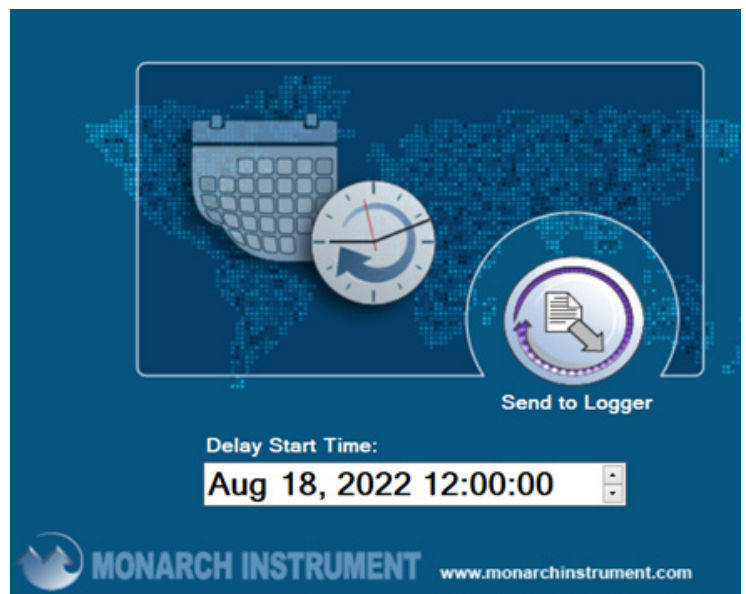 Send to Logger
Delay Start Time:
Aug 18, 2022 12:00:00
MONARCH INSTRUMENT www.monarchinstrument.com